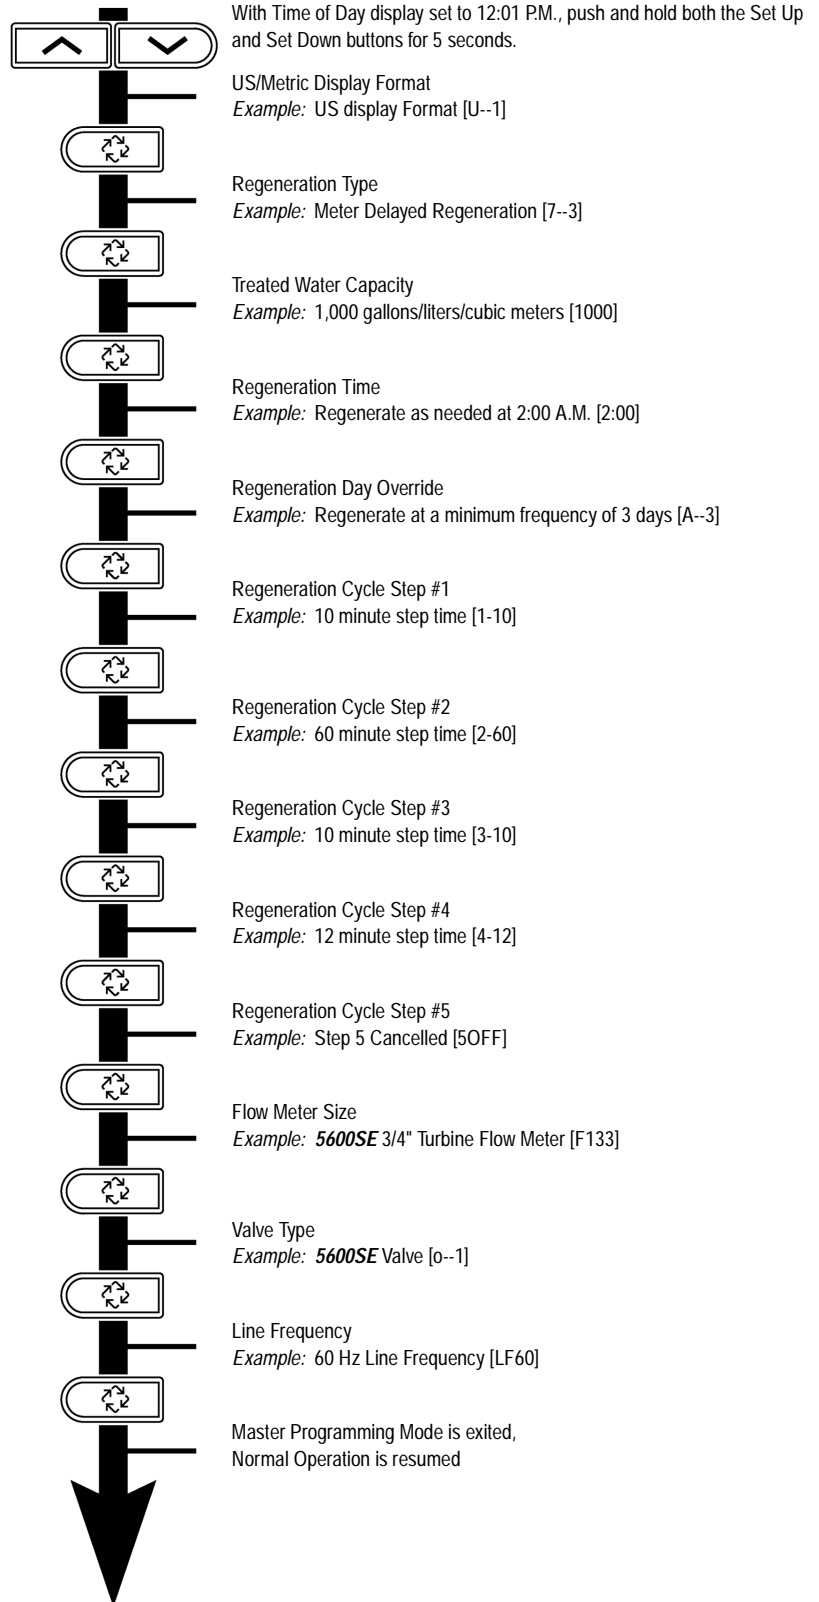 With Time of Day display set to 12:01 P.M., push and hold both the Set Up
and Set Down buttons for 5 seconds.
US/Metric Display Format
Example: US display Format [U--1]
Regeneration Type
Example: Meter Delayed Regeneration [7--3]
Treated Water Capacity
Example: 1,000 gallons/liters/cubic meters [1000]
Regeneration Time
Example: Regenerate as needed at 2:00 A.M. [2:00]
Regeneration Day Override
Example: Regenerate at a minimum frequency of 3 days [A--3]
Regeneration Cycle Step #1
Example: 10 minute step time [1-10]
Regeneration Cycle Step #2
Example: 60 minute step time [2-60]
Regeneration Cycle Step #3
Example: 10 minute step time [3-10]
Regeneration Cycle Step #4
Example: 12 minute step time [4-12]
Regeneration Cycle Step #5
Example: Step 5 Cancelled [5OFF]
Flow Meter Size
Example: 5600SE 3/4" Turbine Flow Meter [F133]
Valve Type
Example: 5600SE Valve [o--1]
Line Frequency
Example: 60 Hz Line Frequency [LF60]
Master Programming Mode is exited,
Normal Operation is resumed